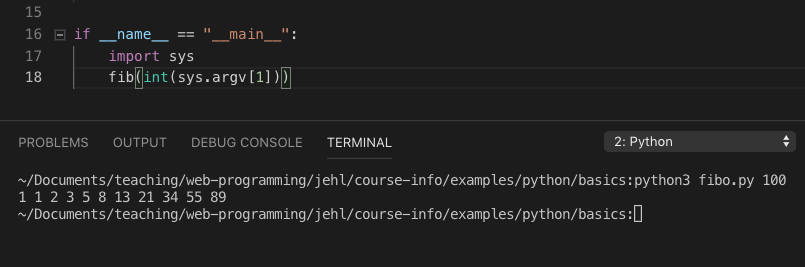 15
16 if __name__ == "__main__":
17 import sys
18 fib(int(sys.argv[1]))
PROBLEMS OUTPUT DEBUG CONSOLE TERMINAL 2: Python
~/Documents/teaching/web-programming/jehl/course-info/examples/python/basics:python3 fibo.py 100
1 1 2 3 5 8 13 21 34 55 89
~/Documents/teaching/web-programming/jehl/course-info/examples/python/basics: